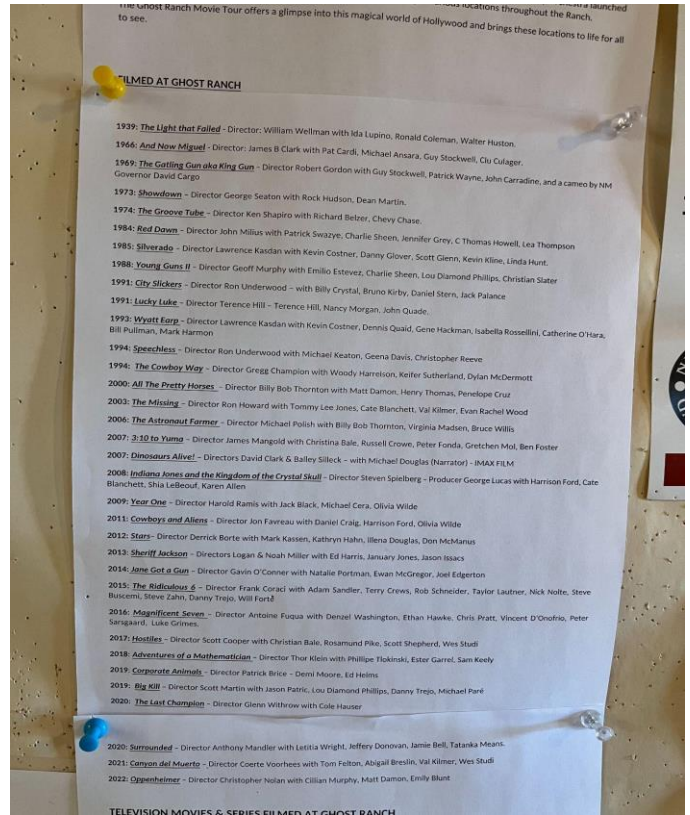 The Ghost Ranch Movie Tour offers a glimpse into this magical world of Hollywood and brings these locations to life for all
to see.
FILMED AT GHOST RANCH
1939: The Light that Failed - Director: William Wellman with Ida Lupino, Ronald Coleman, Walter Huston.
1966: And Now Miguel - Director: James B Clark with Pat Cardi, Michael Ansara, Guy Stockwell, Clu Culager.
1969: The Gatling Gun aka King Gun – Director Robert Gordon with Guy Stockwell, Patrick Wayne, John Carradine, and a cameo by NM
Governor David Cargo
1973: Showdown – Director George Seaton with Rock Hudson, Dean Martin.
1974: The Groove Tube – Director Ken Shapiro with Richard Belzer, Chevy Chase.
1984: Red Dawn – Director John Milius with Patrick Swazye, Charlie Sheen, Jennifer Grey, C Thomas Howell, Lea Thompson
1985: Silverado – Director Lawrence Kasdan with Kevin Costner, Danny Glover, Scott Glenn, Kevin Kline, Linda Hunt.
1988: Young Guns II – Director Geoff Murphy with Emilio Estevez, Charlie Sheen, Lou Diamond Phillips, Christian Slater
1991: City Slickers – Director Ron Underwood – with Billy Crystal, Bruno Kirby, Daniel Stern, Jack Palance
1991: Lucky Luke – Director Terence Hill – Terence Hill, Nancy Morgan, John Quade.
1993: Wyatt Earp – Director Lawrence Kasdan with Kevin Costner, Dennis Quaid, Gene Hackman, Isabella Rossellini, Catherine O'Hara,
Bill Pullman, Mark Harmon
1994: Speechless – Director Ron Underwood with Michael Keaton, Geena Davis, Christopher Reeve
1994: The Cowboy Way – Director Gregg Champion with Woody Harrelson, Keifer Sutherland, Dylan McDermott
2000: All The Pretty Horses – Director Billy Bob Thornton with Matt Damon, Henry Thomas, Penelope Cruz
2003: The Missing – Director Ron Howard with Tommy Lee Jones, Cate Blanchett, Val Kilmer, Evan Rachel Wood
2006: The Astronaut Farmer – Director Michael Polish with Billy Bob Thornton, Virginia Madsen, Bruce Willis
2007: 3:10 to Yuma – Director James Mangold with Christina Bale, Russell Crowe, Peter Fonda, Gretchen Mol, Ben Foster
2007: Dinosaurs Alive! – Directors David Clark & Bailey Silleck – with Michael Douglas (Narrator) - IMAX FILM
2008: Indiana Jones and the Kingdom of the Crystal Skull – Director Steven Spielberg – Producer George Lucas with Harrison Ford, Cate
Blanchett, Shia LeBeouf, Karen Allen
2009: Year One – Director Harold Ramis with Jack Black, Michael Cera, Olivia Wilde
2011: Cowboys and Aliens – Director Jon Favreau with Daniel Craig, Harrison Ford, Olivia Wilde
2012: Stars– Director Derrick Borte with Mark Kassen, Kathryn Hahn, Illena Douglas, Don McManus
2013: Sheriff Jackson – Directors Logan & Noah Miller with Ed Harris, January Jones, Jason Issacs
2014: Jane Got a Gun – Director Gavin O'Conner with Natalie Portman, Ewan McGregor, Joel Edgerton
2015: The Ridiculous 6 – Director Frank Coraci with Adam Sandler, Terry Crews, Rob Schneider, Taylor Lautner, Nick Nolte, Steve
Buscemi, Steve Zahn, Danny Trejo, Will Forte
2016: Magnificent Seven – Director Antoine Fuqua with Denzel Washington, Ethan Hawke, Chris Pratt, Vincent D'Onofrio, Peter
Sarsgaard, Luke Grimes.
2017: Hostiles – Director Scott Cooper with Christian Bale, Rosamund Pike, Scott Shepherd, Wes Studi
2018: Adventures of a Mathematician – Director Thor Klein with Phillipe Tlokinski, Ester Garrel, Sam Keely
2019: Corporate Animals – Director Patrick Brice – Demi Moore, Ed Helms
2019: Big Kill – Director Scott Martin with Jason Patric, Lou Diamond Phillips, Danny Trejo, Michael Paré
2020: The Last Champion – Director Glenn Withrow with Cole Hauser
2020: Surrounded – Director Anthony Mandler with Letitia Wright, Jeffery Donovan, Jamie Bell, Tatanka Means.
2021: Canyon del Muerto – Director Coerte Voorhees with Tom Felton, Abigail Breslin, Val Kilmer, Wes Studi
2022: Oppenheimer – Director Christopher Nolan with Cillian Murphy, Matt Damon, Emily Blunt
TELEVISION MOVIES & SERIES FILMED AT GHOST RANCH